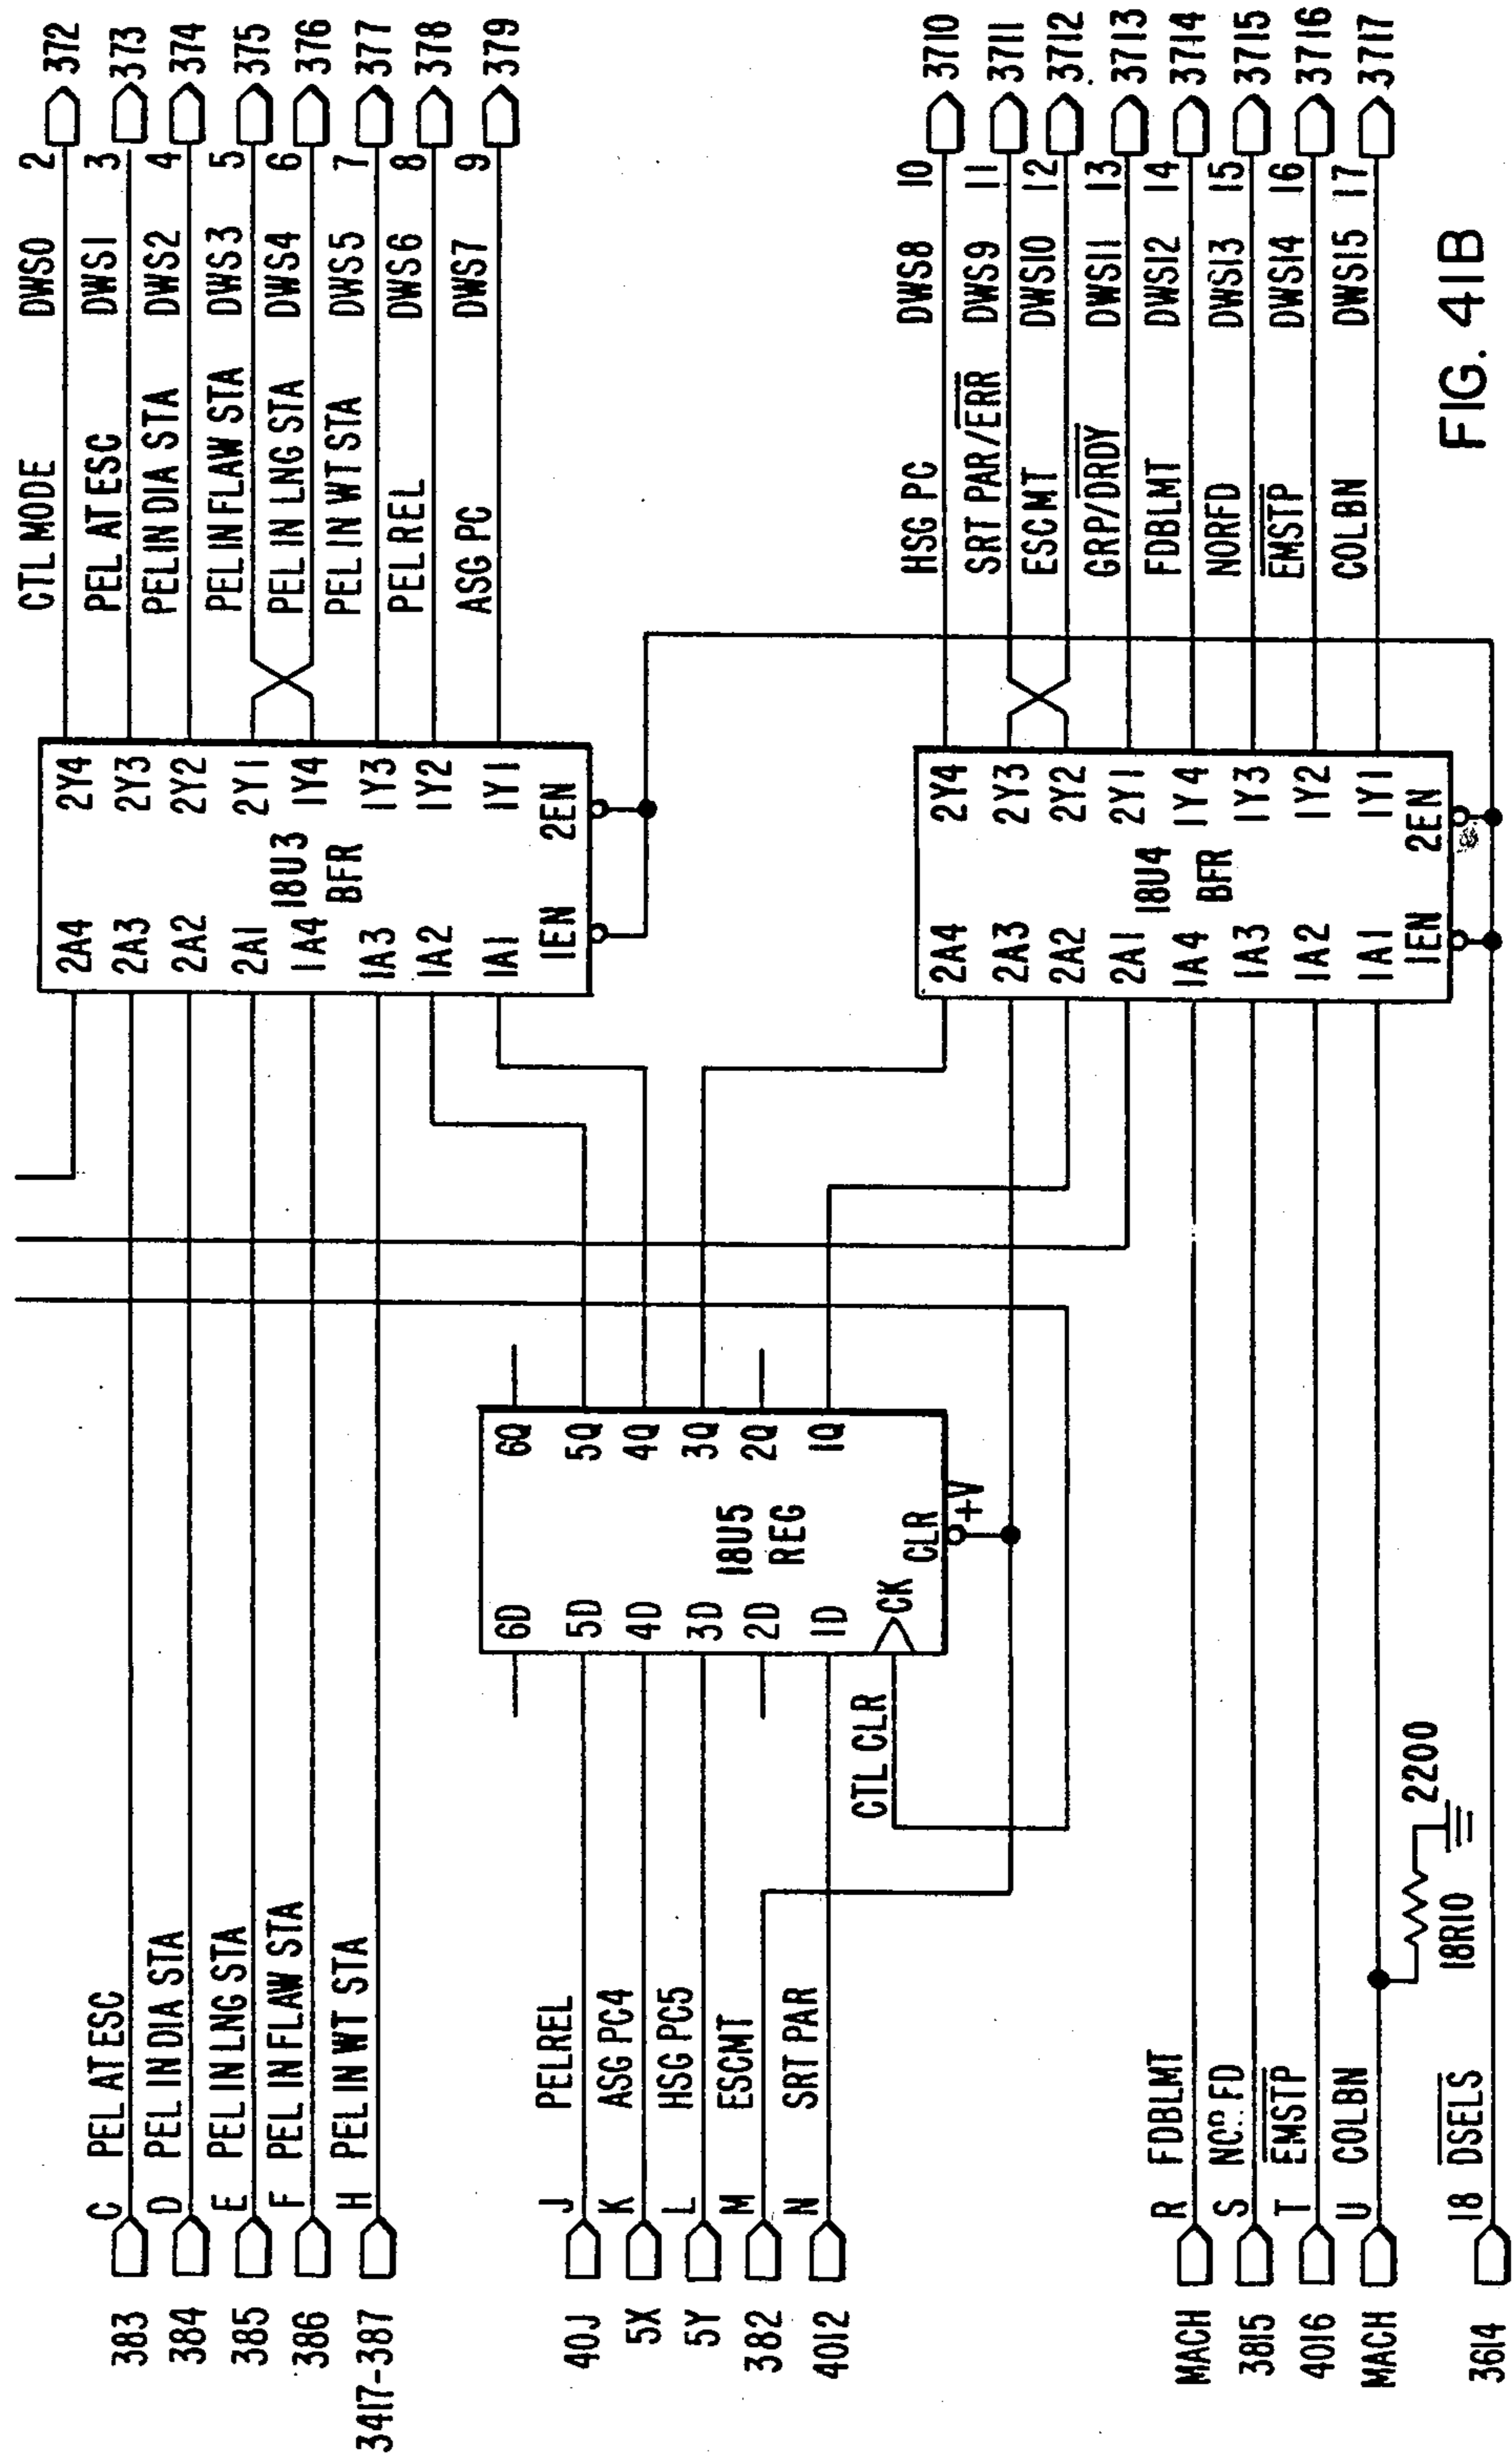 C PEL AT ESC
383
D PEL IN DIA STA
384
E PEL IN LNG STA
385
F PEL IN FLAW STA
386
H PEL IN WT STA
3417-387
J PELREL
40J
K ASG PC4
5X
L HSG PC5
5Y
M ESCMT
382
N SRT PAR
4012
R FDBLMT
MACH
S
3815
T EMSTP
4016
U COLBN
MACH
18 DSELS
3614
18R10
2200
CTL CLR
6D 6Q
5D 5Q
4D 4Q
3D 3Q
2D 2Q
1D 1Q
18U5
REG
CK
CLR
+V
2A4 2Y4
2A3 2Y3
2A2 2Y2
2A1 2Y1
1A4 1Y4
1A3 1Y3
1A2 1Y2
1A1 1Y1
18U3
BFR
1EN 2EN
2A4 2Y4
2A3 2Y3
2A2 2Y2
2A1 2Y1
1A4 1Y4
1A3 1Y3
1A2 1Y2
1A1 1Y1
18U4
BFR
1EN 2EN
CTL MODE DWS0 2 372
PEL AT ESC DWS1 3 373
PEL IN DIA STA DWS2 4 374
PEL IN FLAW STA DWS3 5 375
PEL IN LNG STA DWS4 6 376
PEL IN WT STA DWS5 7 377
PELREL DWS6 8 378
ASG PC DWS7 9 379
HSG PC DWS8 10 3710
SRT PAR/ERR DWS9 11 3711
ESCMT DWS10 12 3712
GRP/DRDY DWS11 13 3713
FDBLMT DWS12 14 3714
NORFD DWS13 15 3715
EMSTP DWS14 16 3716
COLBN DWS15 17 3717
FIG. 41B